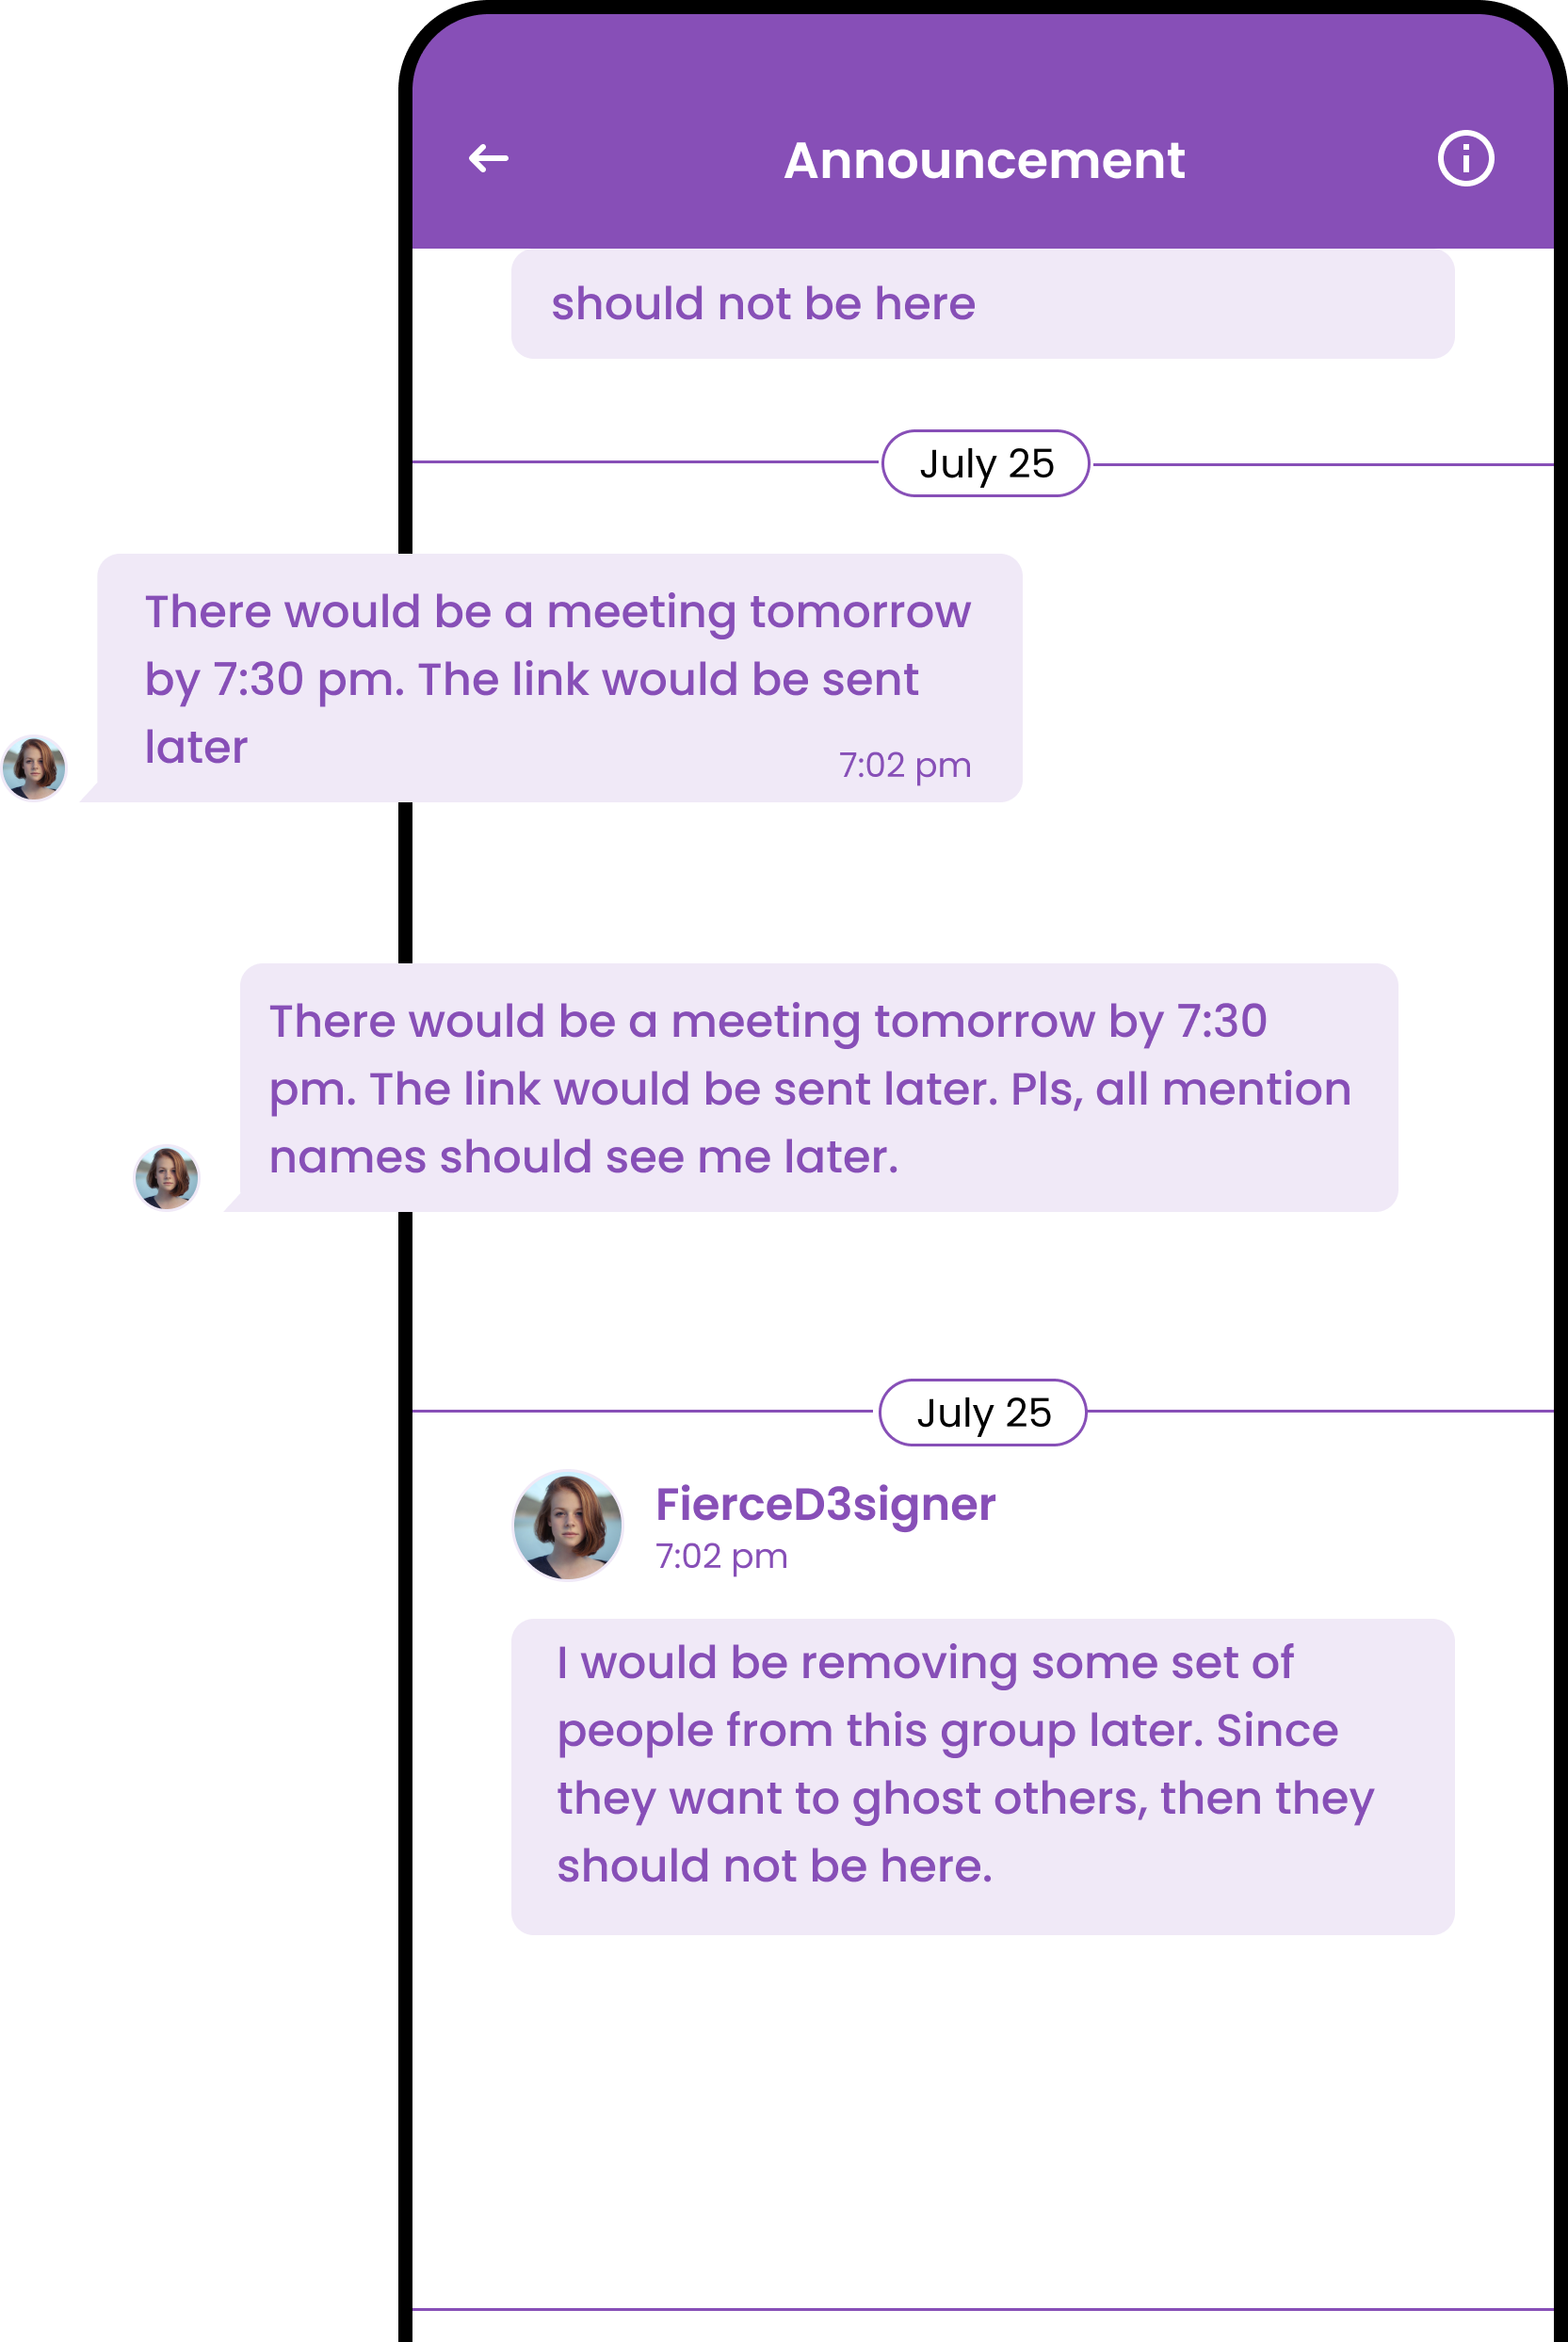 Announcement
should not be here
July 25
There would be a meeting tomorrow
by 7:30 pm. The link would be sent
later
7:02 pm
There would be a meeting tomorrow by 7:30
pm. The link would be sent later. Pls, all mention
names should see me later.
July 25
FierceD3signer
7:02 pm
I would be removing some set of
people from this group later. Since
they want to ghost others, then they
should not be here.